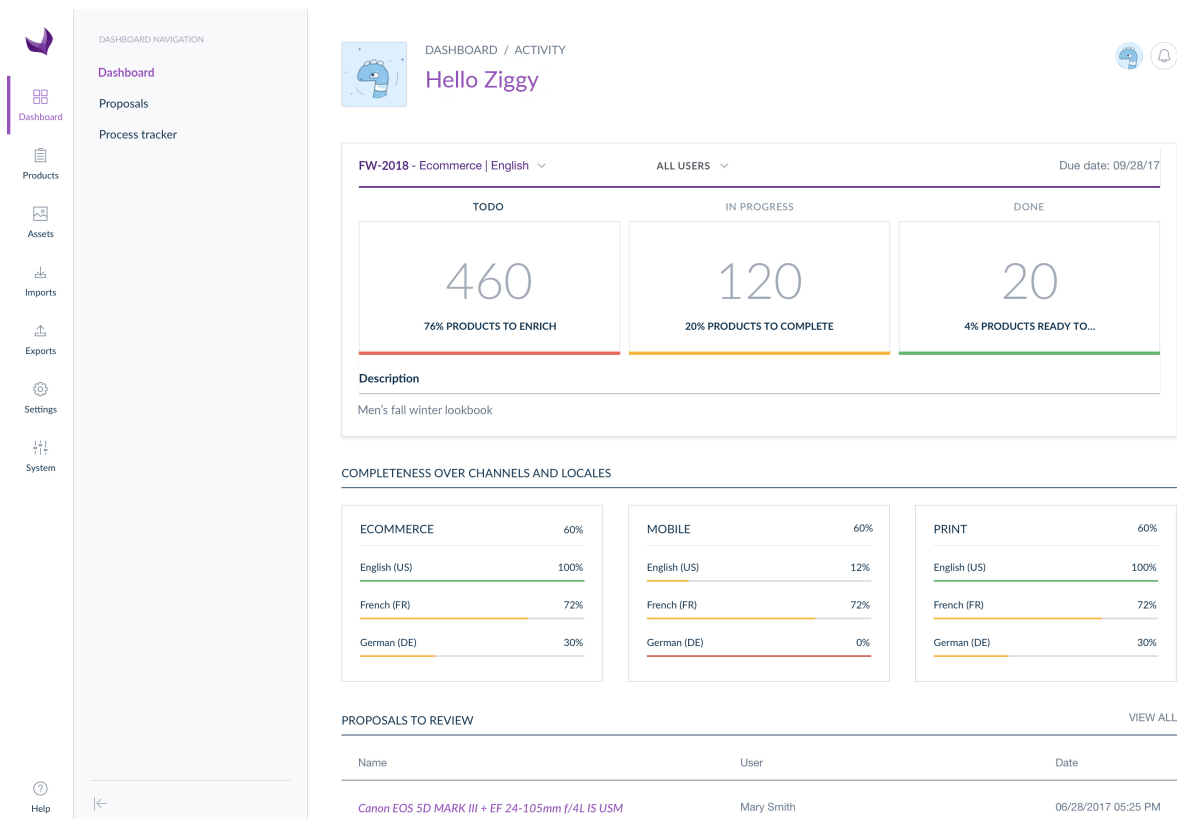 Dashboard
Products
Assets
Imports
Exports
Settings
System
Help
DASHBOARD NAVIGATION
Dashboard
Proposals
Process tracker
DASHBOARD / ACTIVITY
Hello Ziggy
FW-2018 - Ecommerce | English ALL USERS Due date: 09/28/17
TODO IN PROGRESS DONE
460 120 20
76% PRODUCTS TO ENRICH 20% PRODUCTS TO COMPLETE 4% PRODUCTS READY TO...
Description
Men's fall winter lookbook
COMPLETENESS OVER CHANNELS AND LOCALES
ECOMMERCE 60%
English (US) 100%
French (FR) 72%
German (DE) 30%
MOBILE 60%
English (US) 12%
French (FR) 72%
German (DE) 0%
PRINT 60%
English (US) 100%
French (FR) 72%
German (DE) 30%
PROPOSALS TO REVIEW VIEW ALL
Name User Date
Canon EOS 5D MARK III + EF 24-105mm f/4L IS USM Mary Smith 06/28/2017 05:25 PM